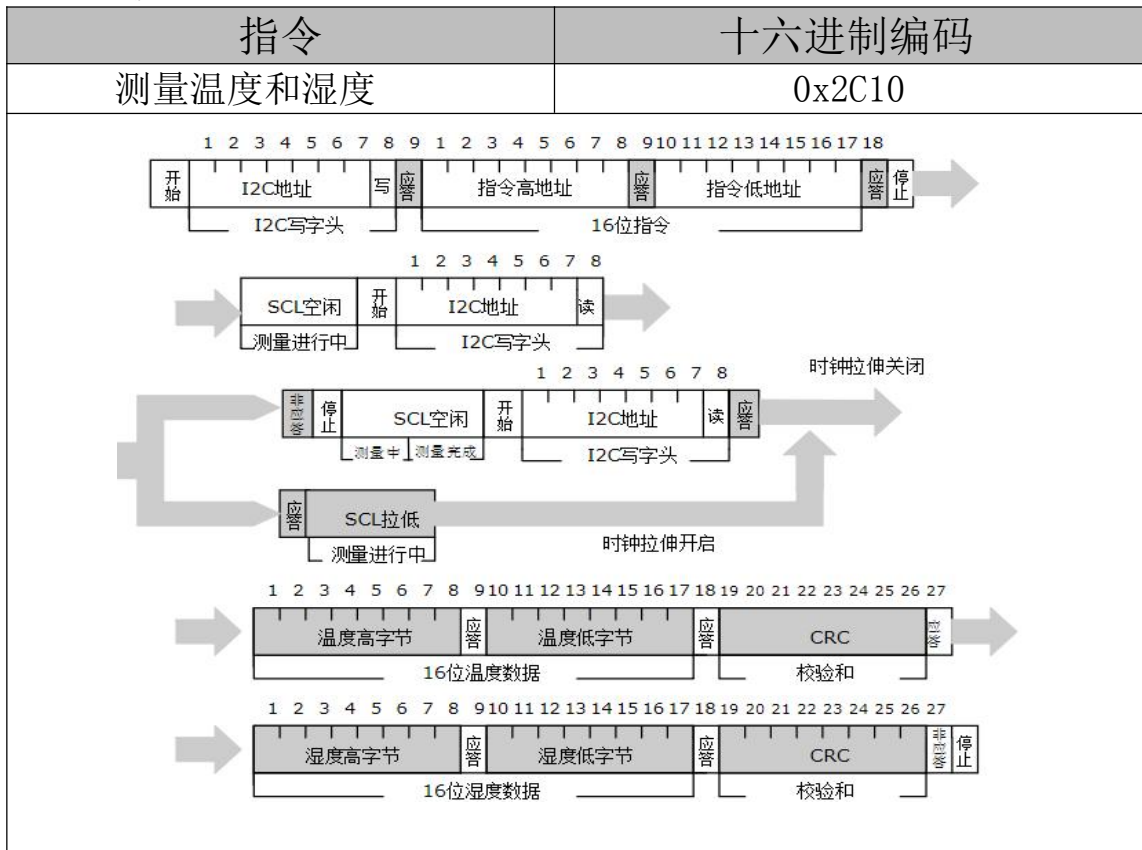 指令 十六进制编码
测量温度和湿度 0x2C10
1 2 3 4 5 6 7 8 9 1 2 3 4 5 6 7 8 9 10 11 12 13 14 15 16 17 18
开始 I2C地址 写 应答 指令高地址 应答 指令低地址 应答 停止
I2C写字头 16位指令
1 2 3 4 5 6 7 8
SCL空闲 开始 I2C地址 读
测量进行中 I2C写字头
1 2 3 4 5 6 7 8 时钟拉伸关闭
非应答 停止 SCL空闲 开始 I2C地址 读 应答
测量中 测量完成 I2C写字头
应答 SCL拉低
测量进行中 时钟拉伸开启
1 2 3 4 5 6 7 8 9 10 11 12 13 14 15 16 17 18 19 20 21 22 23 24 25 26 27
温度高字节 应答 温度低字节 应答 CRC
16位温度数据 校验和
1 2 3 4 5 6 7 8 9 10 11 12 13 14 15 16 17 18 19 20 21 22 23 24 25 26 27
湿度高字节 应答 湿度低字节 应答 CRC 非应答 停止
16位湿度数据 校验和